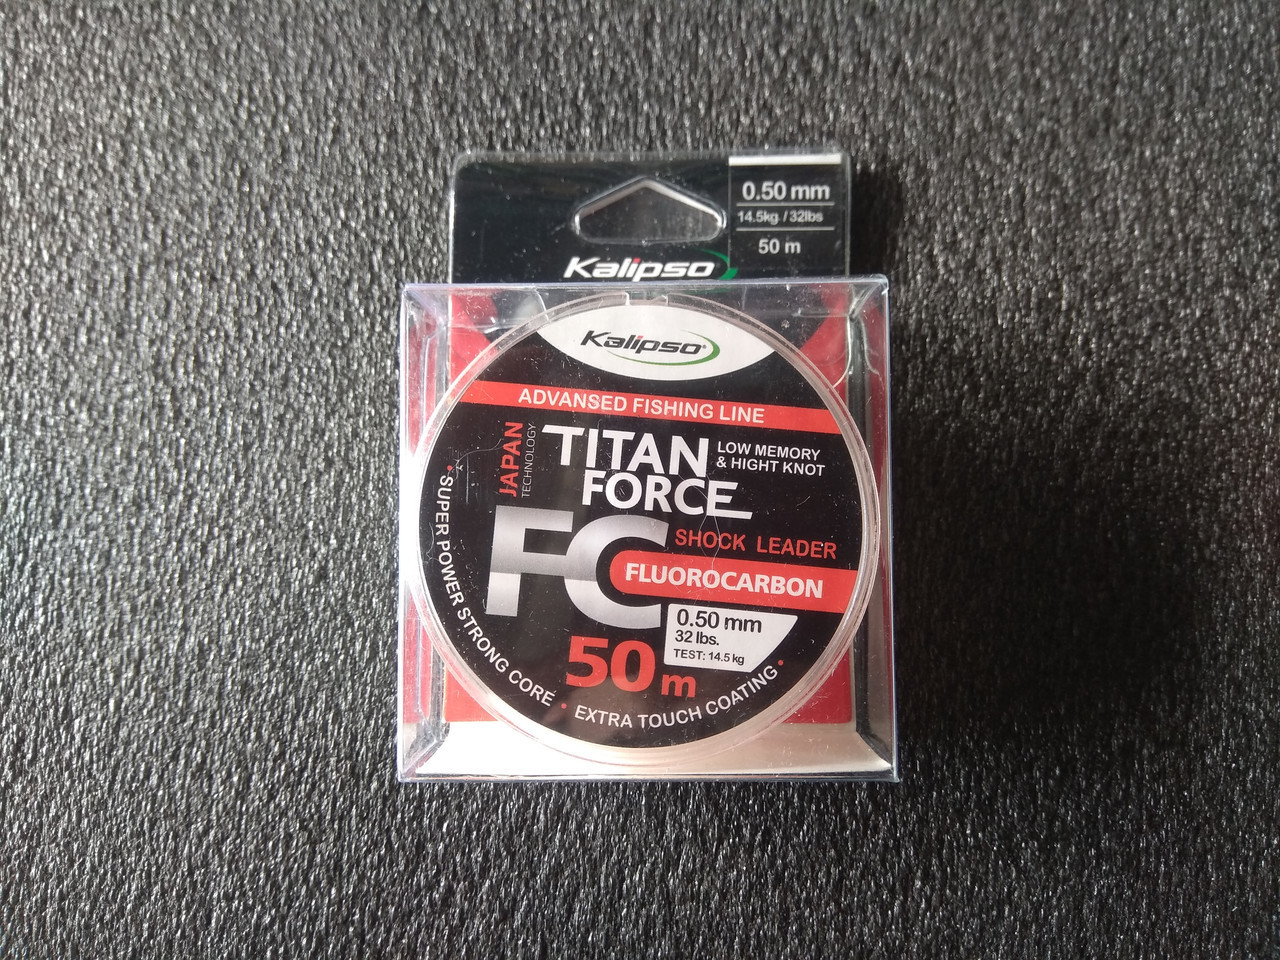 0.50 mm
14.5kg / 32lbs
50 m
Kalipso
Kalipso®
ADVANSED FISHING LINE
JAPAN
TECHNOLOGY
TITAN
FORCE
LOW MEMORY
& HIGHT KNOT
FC
SHOCK LEADER
FLUOROCARBON
0.50 mm
32 lbs.
TEST: 14.5 kg
50 m
• SUPER POWER STRONG CORE • EXTRA TOUCH COATING •